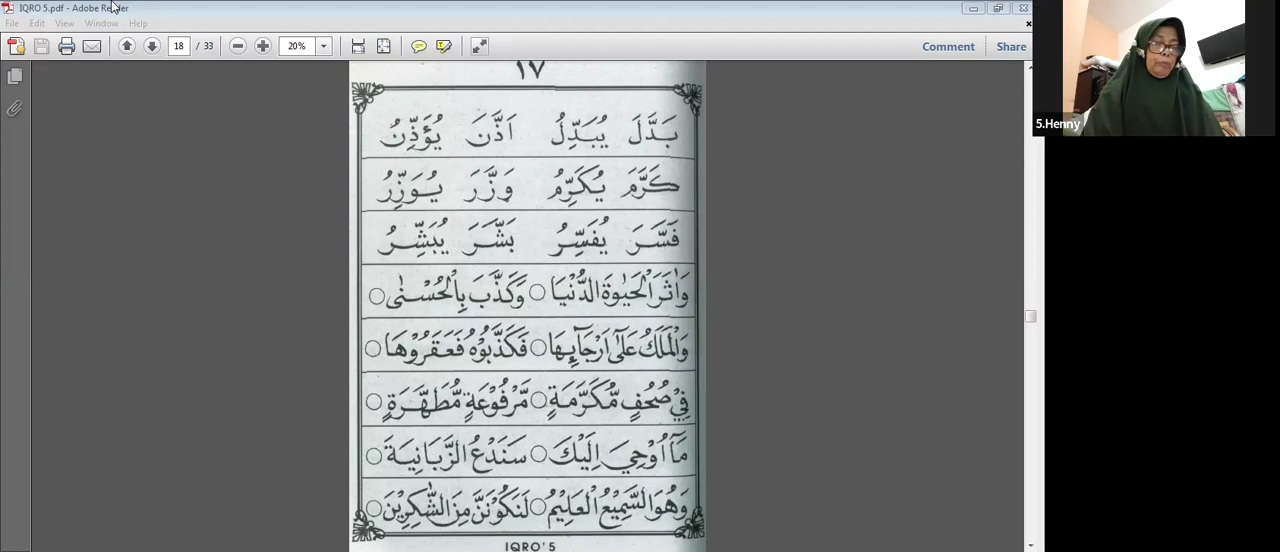 IQRO 5.pdf - Adobe Reader
File Edit View Window Help
18 / 33 20% Comment Share
5.Henny
١٧
بَدَّلَ يُبَدِّلُ اَذَّنَ يُؤَذِّنُ
كَرَّمَ يُكَرِّمُ وَزَّرَ يُوَزِّرُ
فَسَّرَ يُفَسِّرُ بَشَّرَ يُبَشِّرُ
وَاٰثَرَ الْحَيٰوةَ الدُّنْيَا ○ وَكَذَّبَ بِالْحُسْنٰى ○
وَالْمَلَكُ عَلٰٓى اَرْجَآئِهَا ○ فَكَذَّبُوْهُ فَعَقَرُوْهَا ○
فِيْ صُحُفٍ مُّكَرَّمَةٍ ○ مَّرْفُوْعَةٍ مُّطَهَّرَةٍ ○
مَآ اُوْحِيَ اِلَيْكَ ○ سَنَدْعُ الزَّبَانِيَةَ ○
وَهُوَ السَّمِيْعُ الْعَلِيْمُ ○ لَنَكُوْنَنَّ مِنَ الشّٰكِرِيْنَ ○
IQRO'5